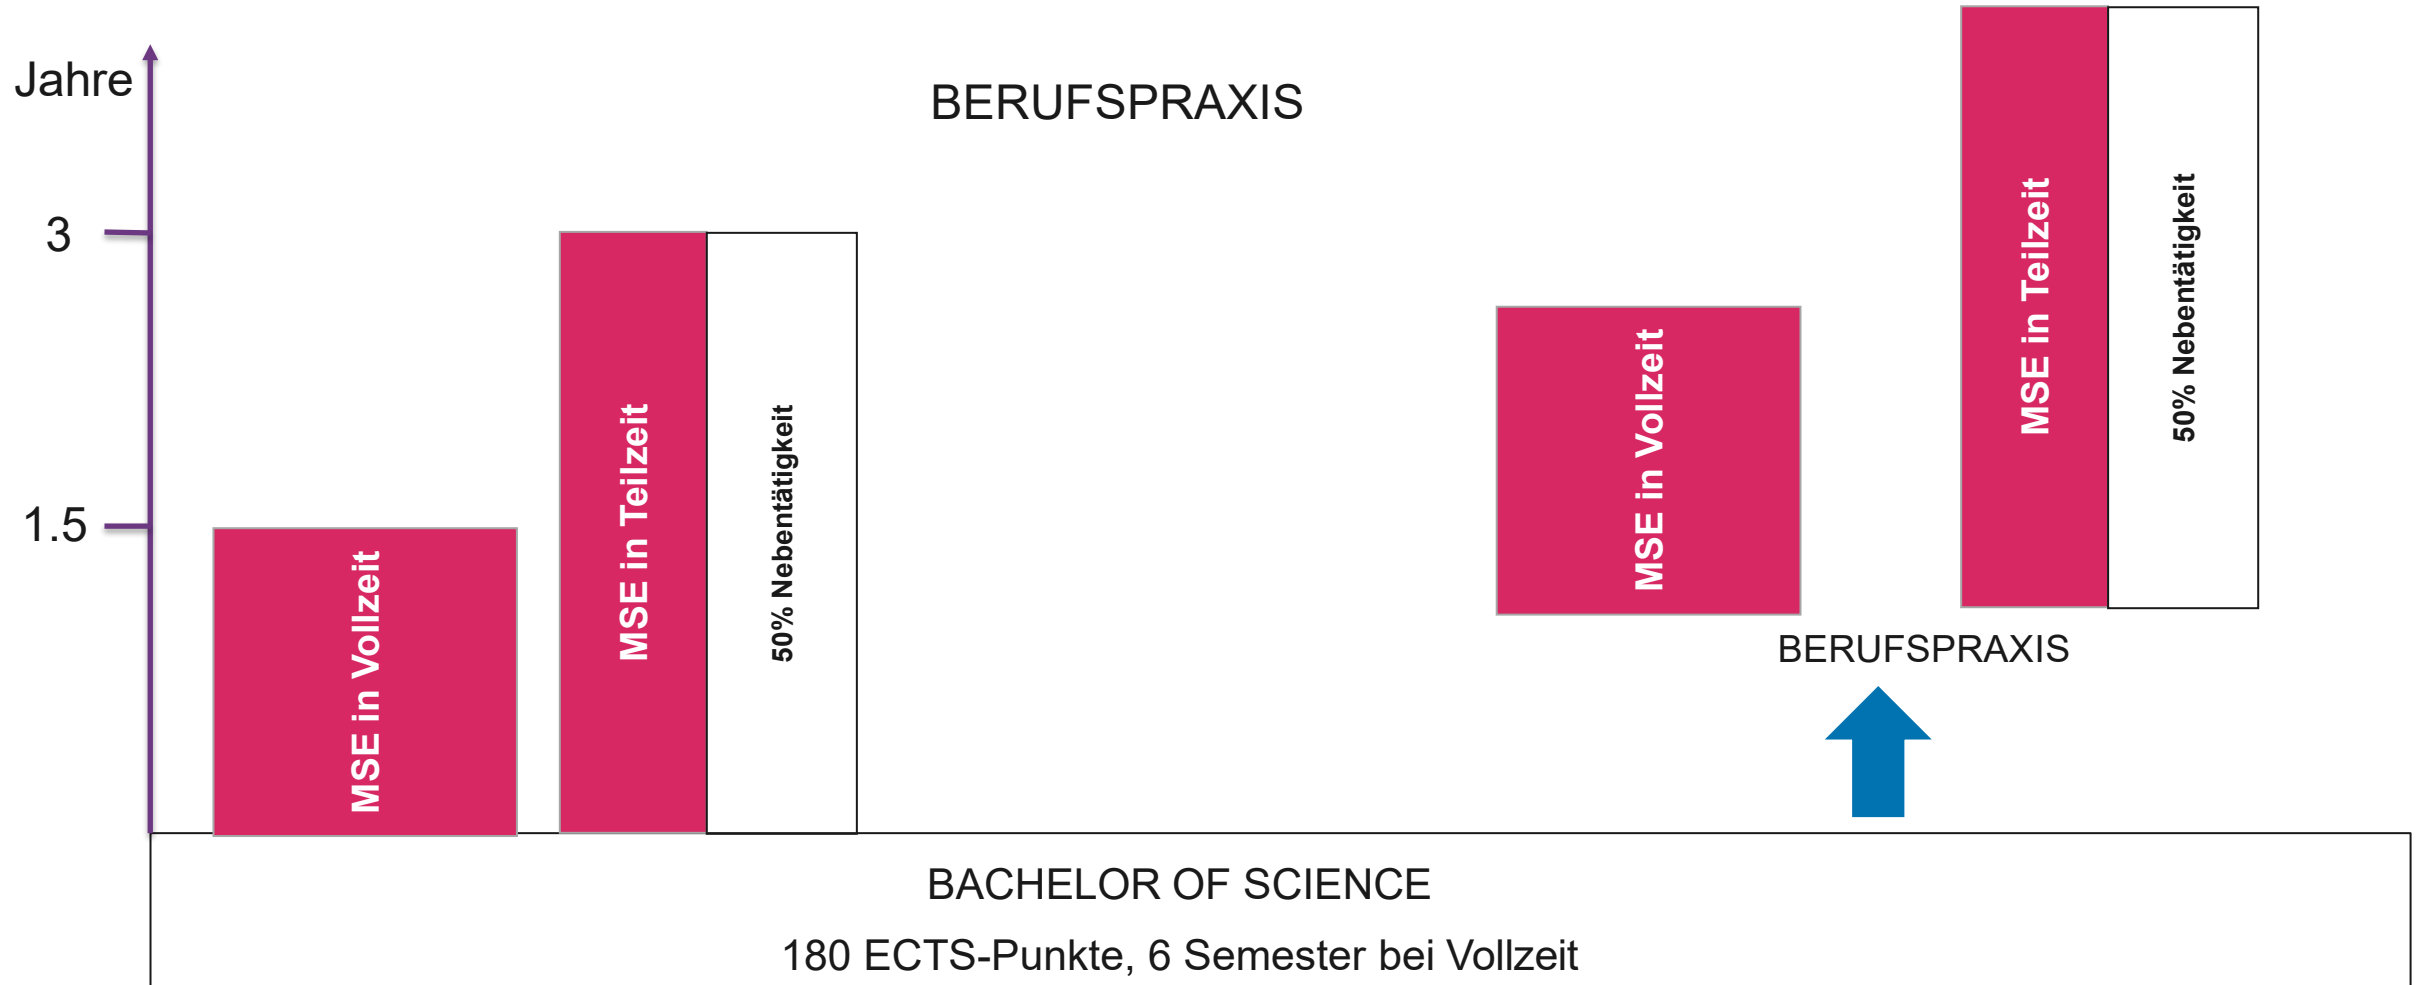 Jahre
BERUFSPRAXIS
3
1.5
MSE in Vollzeit
MSE in Teilzeit
50% Nebentätigkeit
MSE in Vollzeit
MSE in Teilzeit
50% Nebentätigkeit
BERUFSPRAXIS
BACHELOR OF SCIENCE
180 ECTS-Punkte, 6 Semester bei Vollzeit